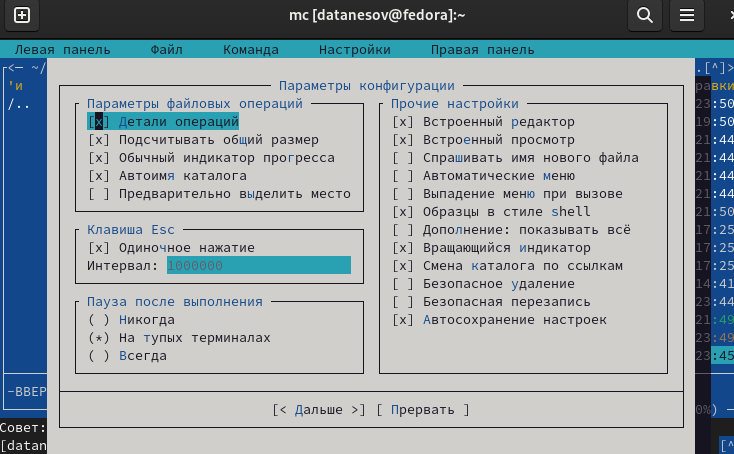 mc [datanesov@fedora]:~
Левая панель Файл Команда Настройки Правая панель
<─ ~/ .[^]>
'и Параметры конфигурации равки
/.. Параметры файловых операций Прочие настройки 23:50
[x] Детали операций [x] Встроенный редактор 19:50
[x] Подсчитывать общий размер [x] Встроенный просмотр 21:44
[x] Обычный индикатор прогресса [ ] Спрашивать имя нового файла 21:44
[x] Автоимя каталога [ ] Автоматические меню 21:44
[ ] Предварительно выделить место [ ] Выпадение меню при вызове 21:44
[x] Образцы в стиле shell 21:50
Клавиша Esc [ ] Дополнение: показывать всё 17:25
[x] Одиночное нажатие [x] Вращающийся индикатор 17:25
Интервал: 1000000 [x] Смена каталога по ссылкам 17:25
[ ] Безопасное удаление 14:41
Пауза после выполнения [ ] Безопасная перезапись 23:44
( ) Никогда [x] Автосохранение настроек 21:49
(*) На тупых терминалах 23:49
( ) Всегда 23:45
-ВВЕР
[< Дальше >] [ Прервать ] 0%) ─
Совет:
[datan [^